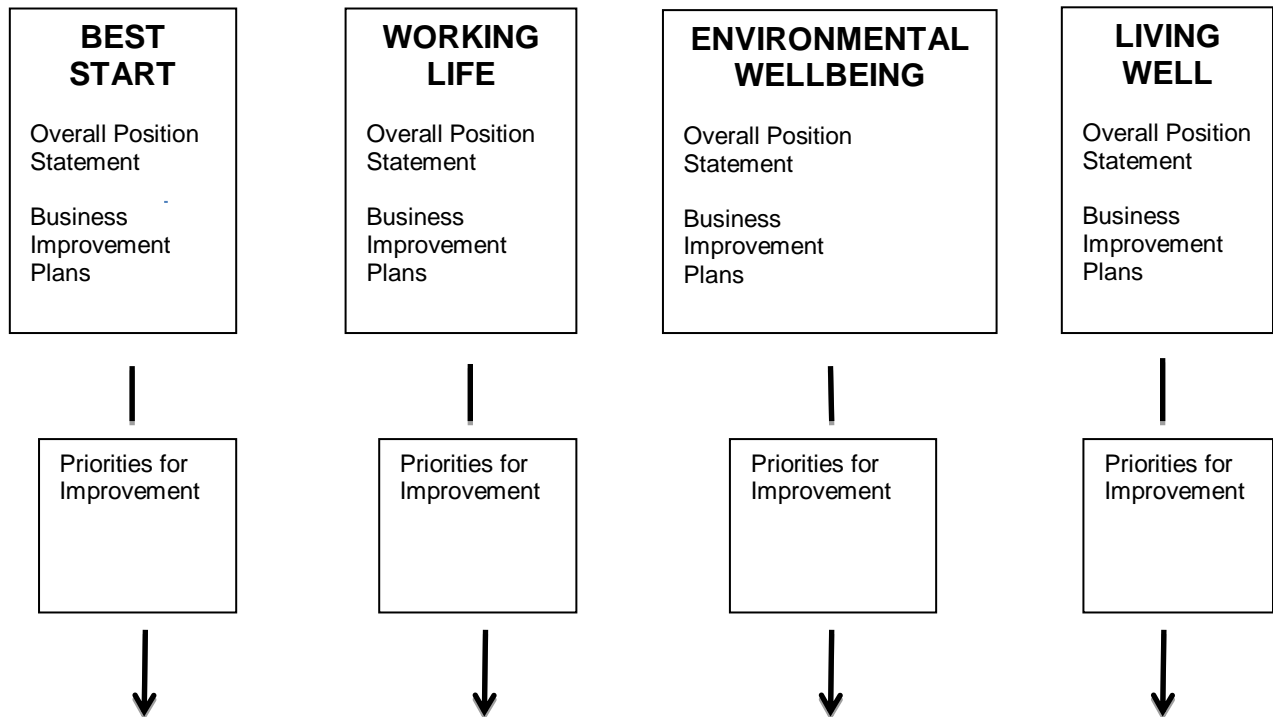 BEST
START
Overall Position
Statement
Business
Improvement
Plans
WORKING
LIFE
Overall Position
Statement
Business
Improvement
Plans
ENVIRONMENTAL
WELLBEING
Overall Position
Statement
Business
Improvement
Plans
LIVING
WELL
Overall Position
Statement
Business
Improvement
Plans
Priorities for
Improvement
Priorities for
Improvement
Priorities for
Improvement
Priorities for
Improvement